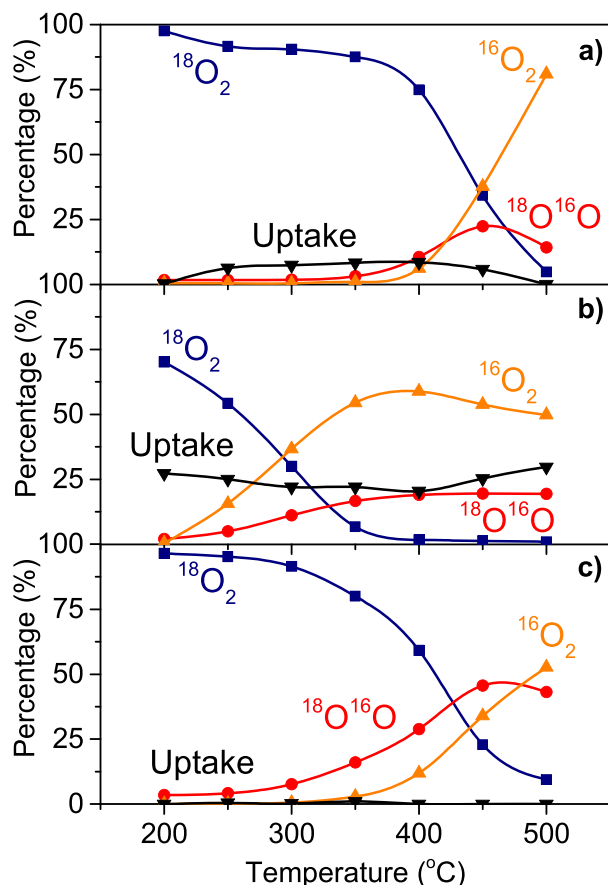 a)
Percentage (%)
100
75
50
25
¹⁸O₂
¹⁶O₂
¹⁸O¹⁶O
Uptake
b)
Percentage (%)
100
75
50
25
¹⁸O₂
¹⁶O₂
Uptake
¹⁸O¹⁶O
c)
Percentage (%)
100
75
50
25
0
¹⁸O₂
¹⁶O₂
¹⁸O¹⁶O
Uptake
200 300 400 500
Temperature (°C)